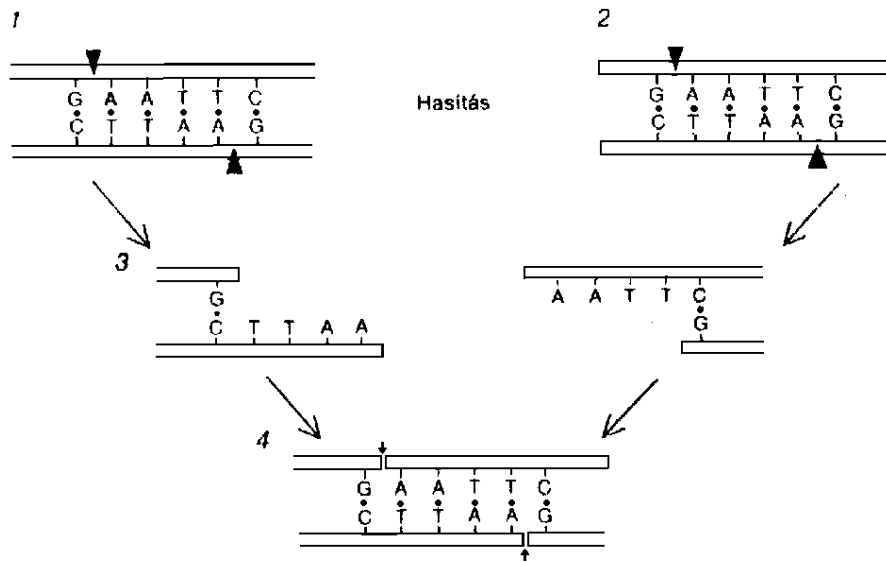 1
2
Hasítás
G A A T T C
C T T A A G
G A A T T C
C T T A A G
3
G
C T T A A
A A T T C
G
4
G A A T T C
C T T A A G